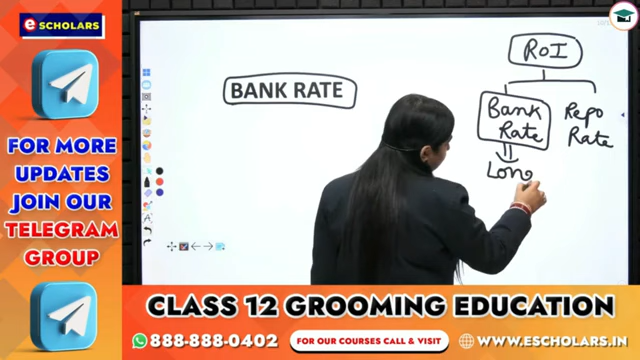 e SCHOLARS
FOR MORE
UPDATES
JOIN OUR
TELEGRAM
GROUP
BANK RATE
RoI
Bank
Rate
Repo
Rate
Long
CLASS 12 GROOMING EDUCATION
888-888-0402
FOR OUR COURSES CALL & VISIT
WWW.ESCHOLARS.IN